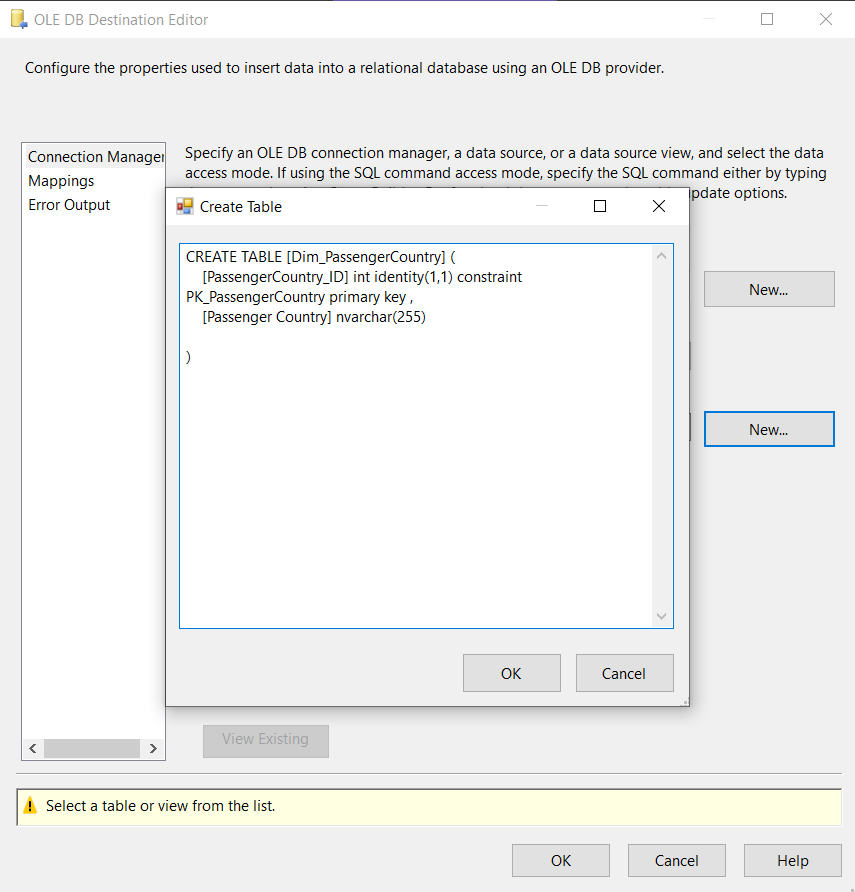 OLE DB Destination Editor
Configure the properties used to insert data into a relational database using an OLE DB provider.
Connection Manager
Mappings
Error Output
Specify an OLE DB connection manager, a data source, or a data source view, and select the data
access mode. If using the SQL command access mode, specify the SQL command either by typing
update options.
Create Table
CREATE TABLE [Dim_PassengerCountry] (
[PassengerCountry_ID] int identity(1,1) constraint
PK_PassengerCountry primary key ,
[Passenger Country] nvarchar(255)
)
New...
New...
OK
Cancel
View Existing
Select a table or view from the list.
OK
Cancel
Help